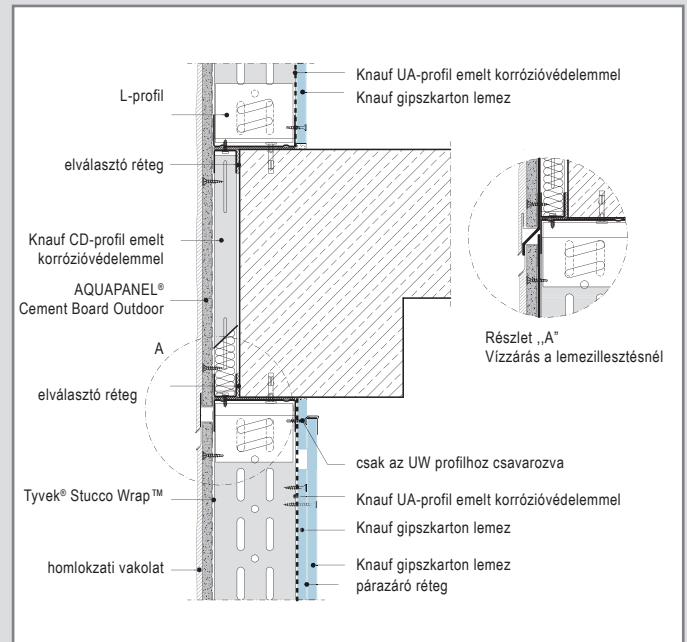 L-profil
elválasztó réteg
Knauf CD-profil emelt
korrózióvédelemmel
AQUAPANEL®
Cement Board Outdoor
A
elválasztó réteg
Tyvek® Stucco Wrap™
homlokzati vakolat
Knauf UA-profil emelt korrózióvédelemmel
Knauf gipszkarton lemez
Részlet ,,A”
Vízzárás a lemezillesztésnél
csak az UW profilhoz csavarozva
Knauf UA-profil emelt korrózióvédelemmel
Knauf gipszkarton lemez
Knauf gipszkarton lemez
párazáró réteg